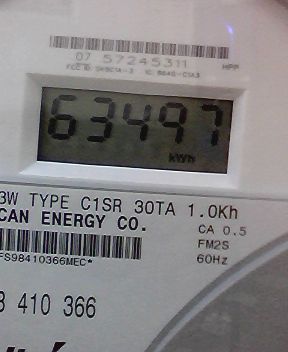 07 57245311 HPP
63497
kWh
3W TYPE C1SR 30TA 1.0Kh
CAN ENERGY CO. CA 0.5
FM2S
FS98410366MEC* 60Hz
3 410 366